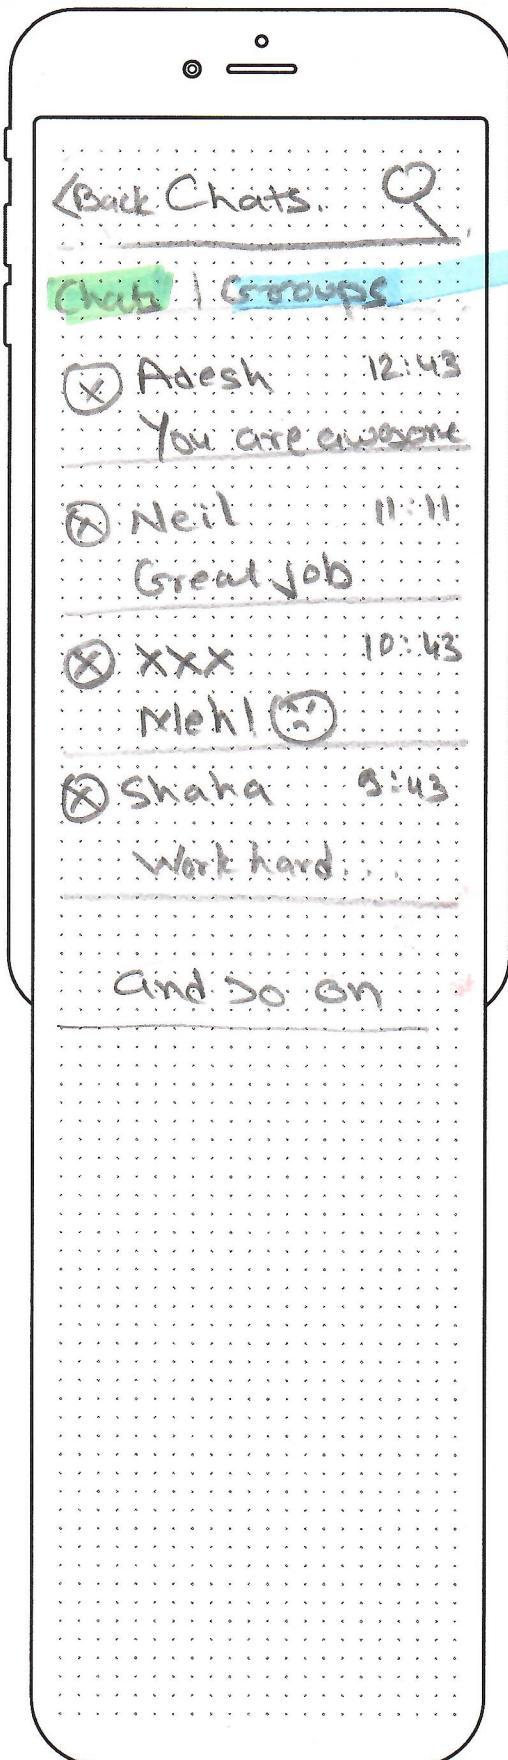 <Back Chats.
Chats | Groups
Adesh 12:43
You are awesome
Neil 11:11
Great job
xxx 10:43
Meh!
Shaha 9:43
Work hard...
and so on